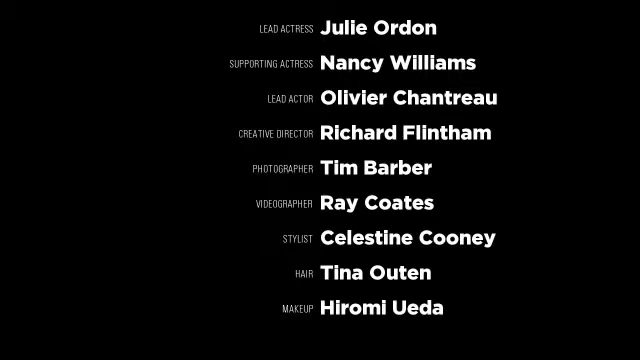 LEAD ACTRESS Julie Ordon
SUPPORTING ACTRESS Nancy Williams
LEAD ACTOR Olivier Chantreau
CREATIVE DIRECTOR Richard Flintham
PHOTOGRAPHER Tim Barber
VIDEOGRAPHER Ray Coates
STYLIST Celestine Cooney
HAIR Tina Outen
MAKEUP Hiromi Ueda